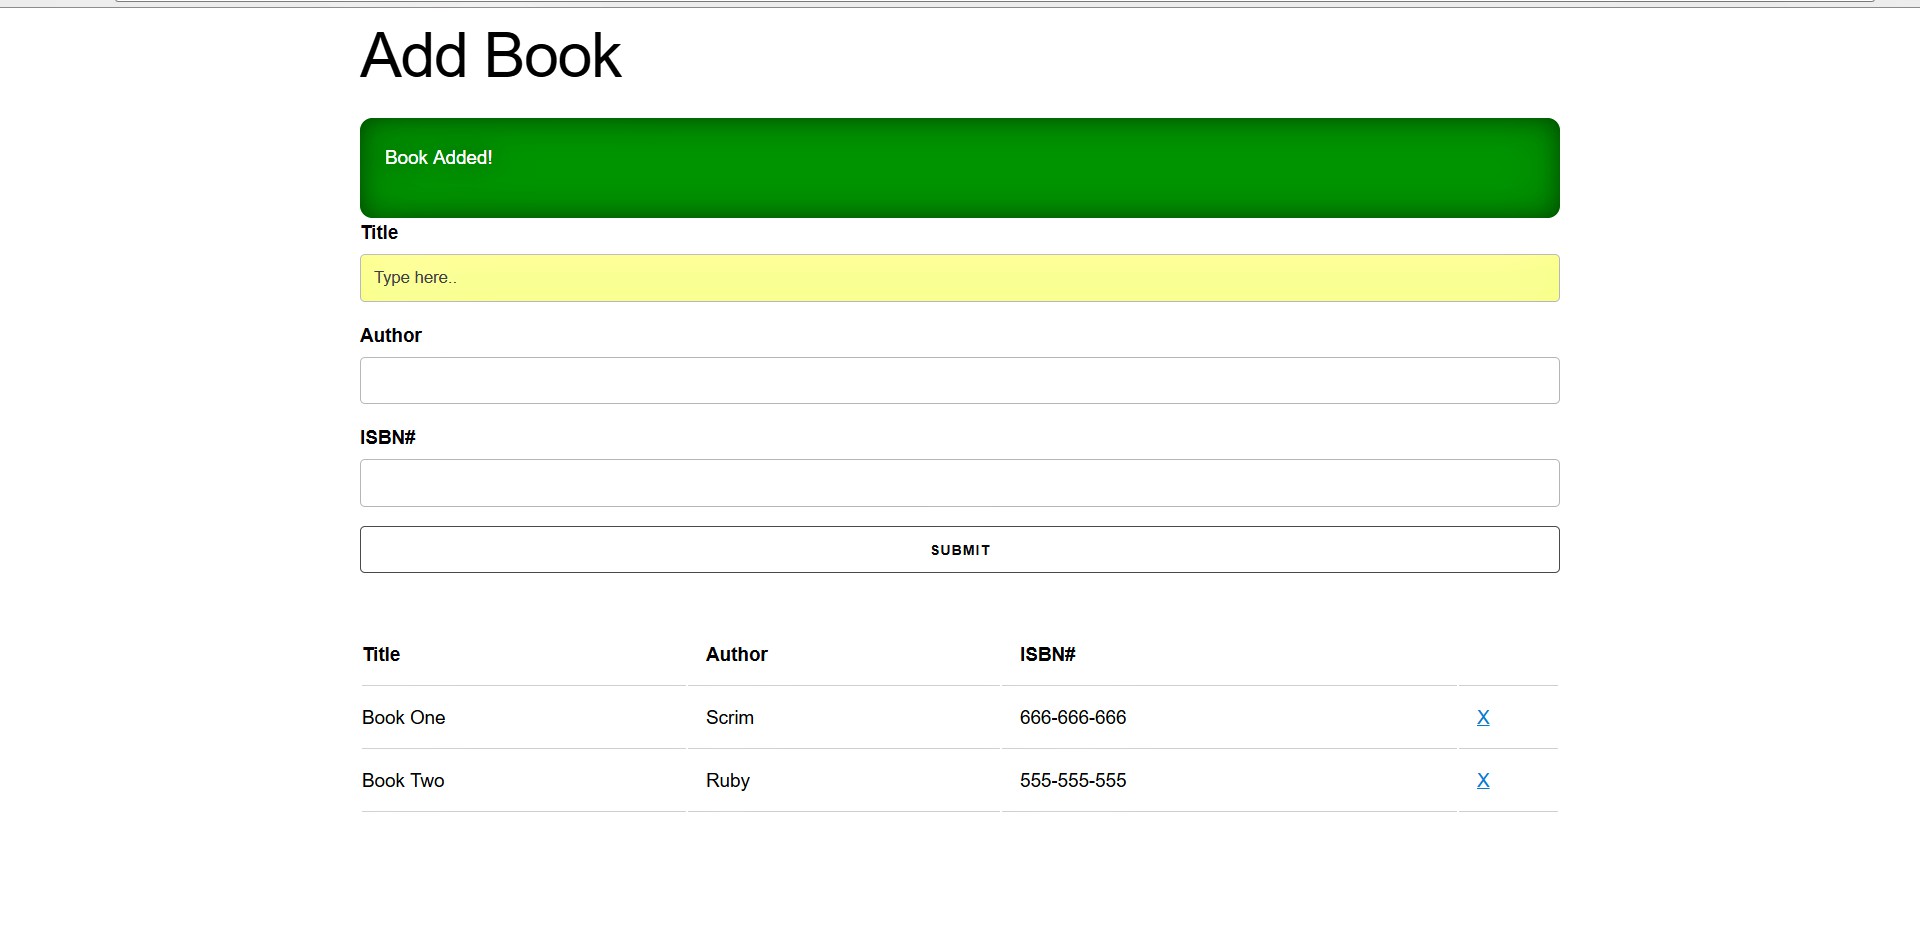 Add Book
Book Added!
Title
Type here..
Author
ISBN#
SUBMIT
Title Author ISBN#
Book One Scrim 666-666-666 X
Book Two Ruby 555-555-555 X